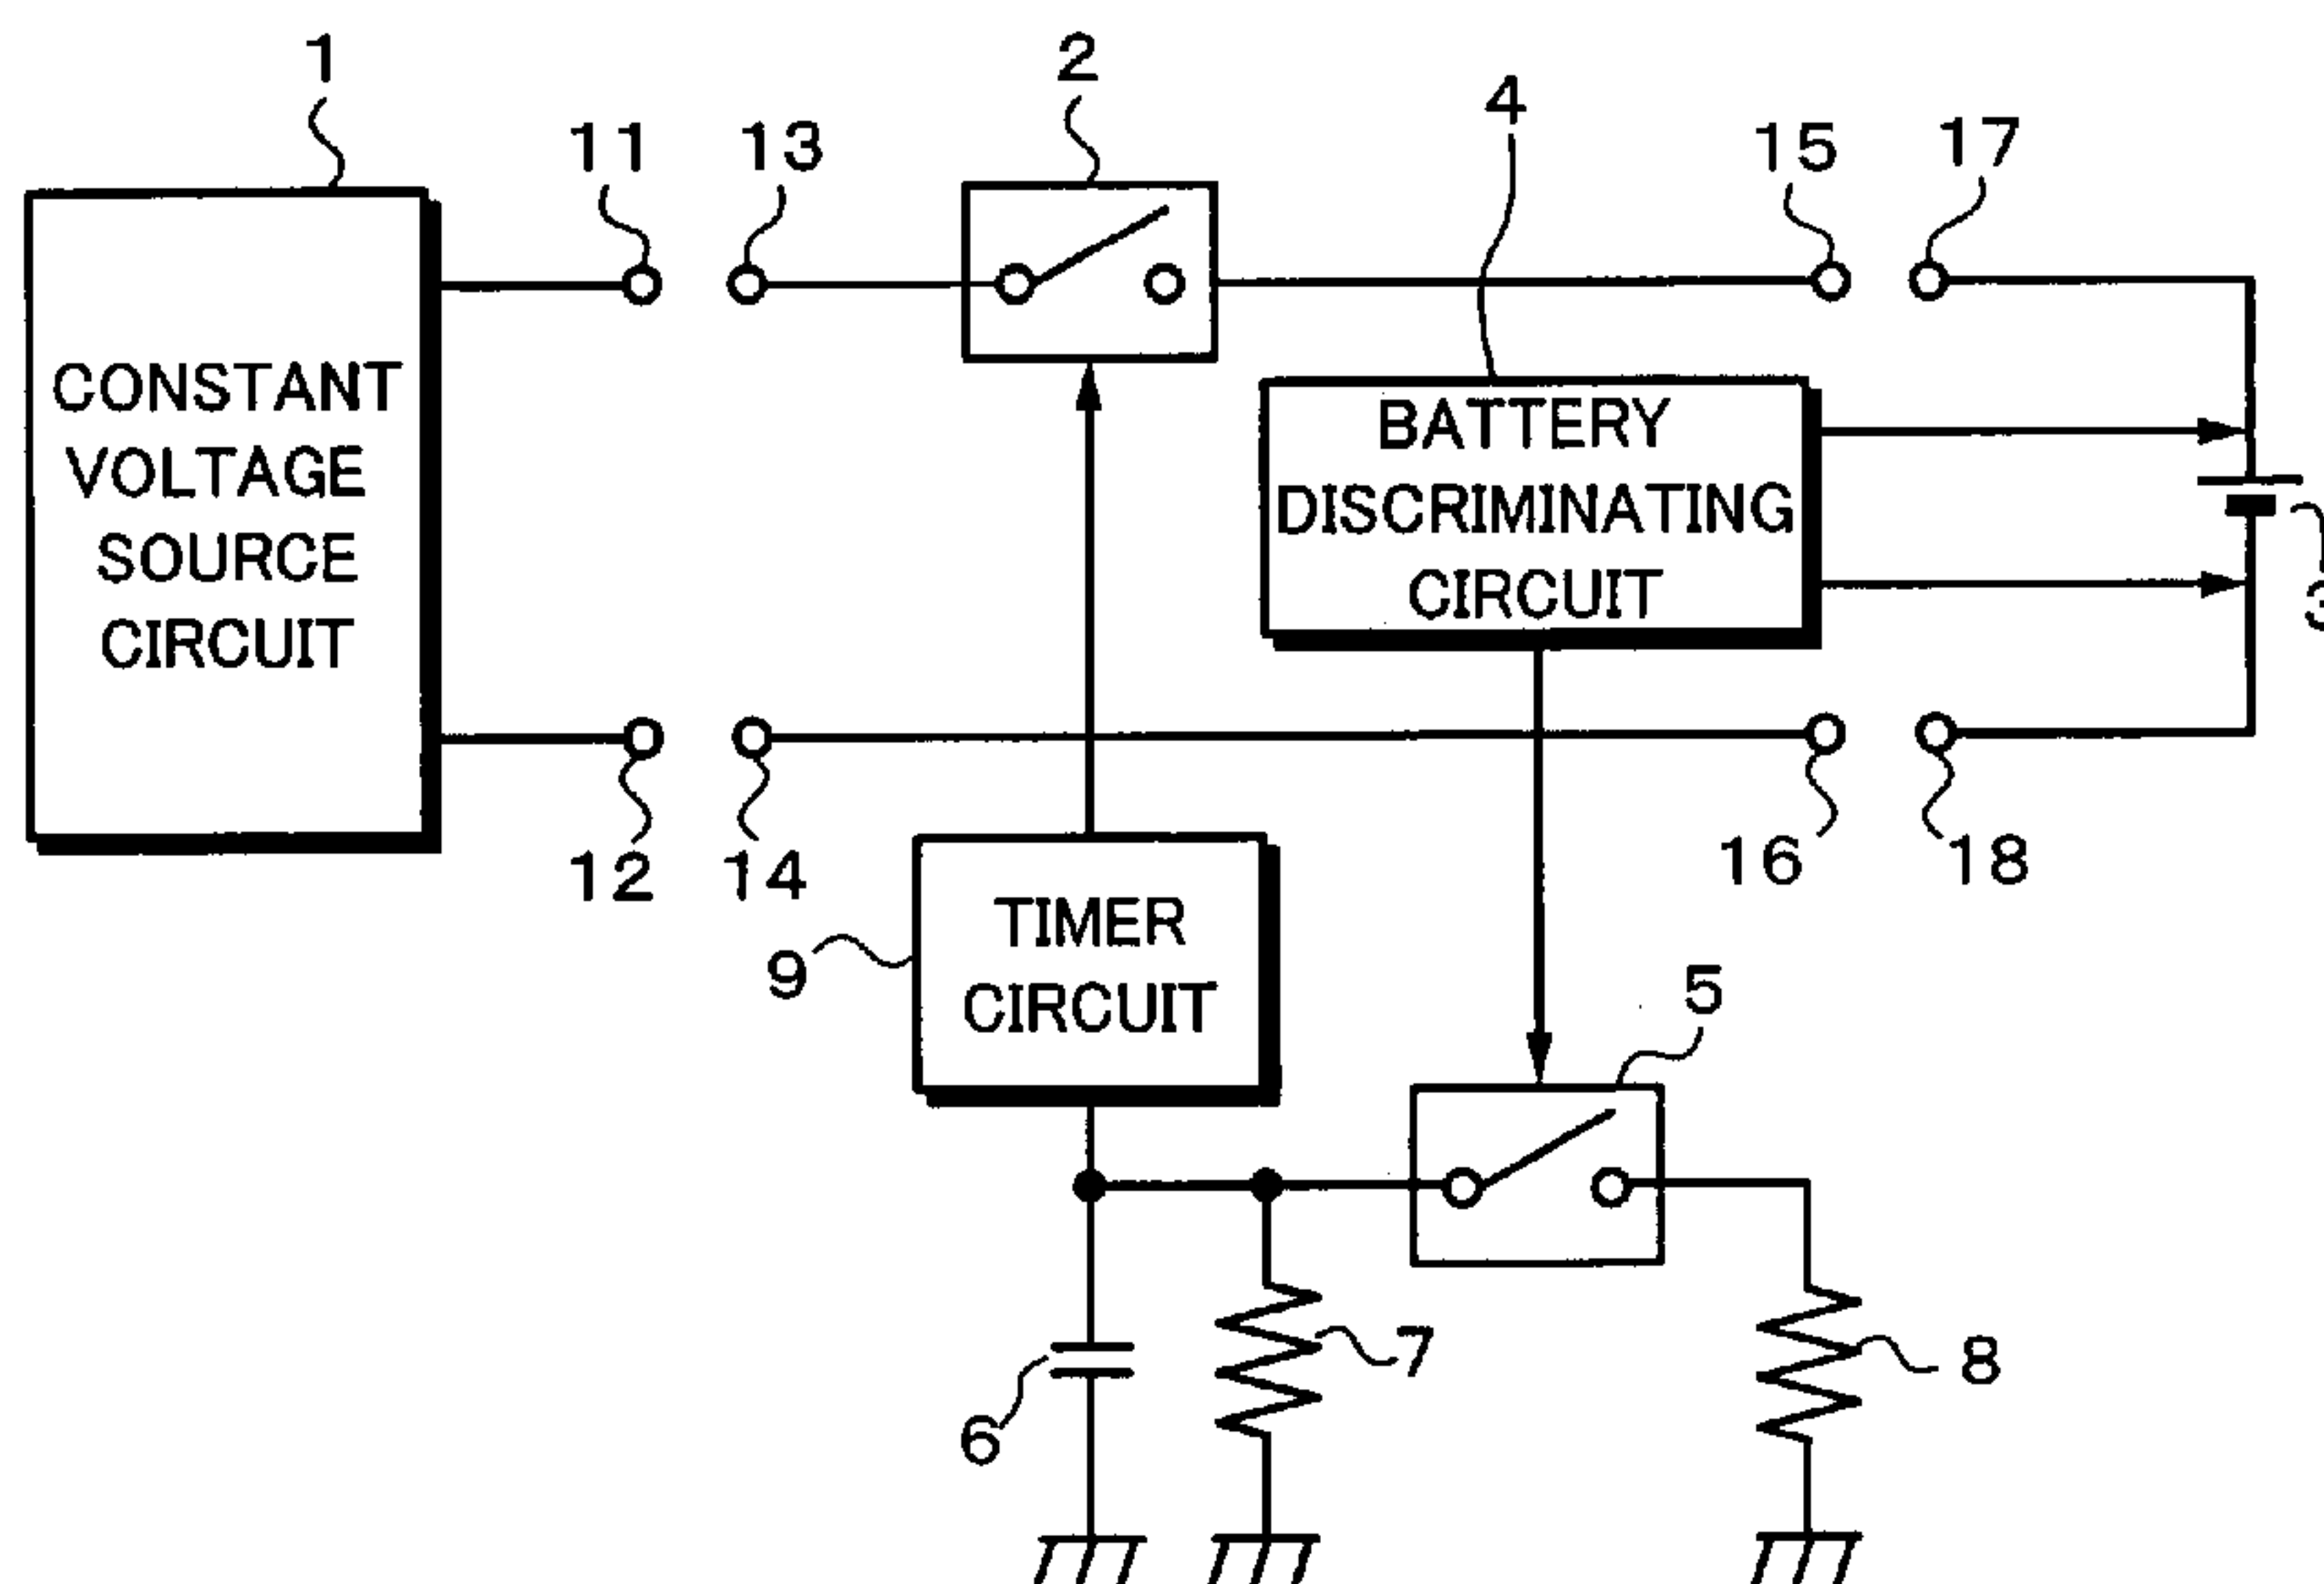 1
2
4
11
13
15
17
CONSTANT
VOLTAGE
SOURCE
CIRCUIT
BATTERY
DISCRIMINATING
CIRCUIT
3
12
14
16
18
9
TIMER
CIRCUIT
5
6
7
8